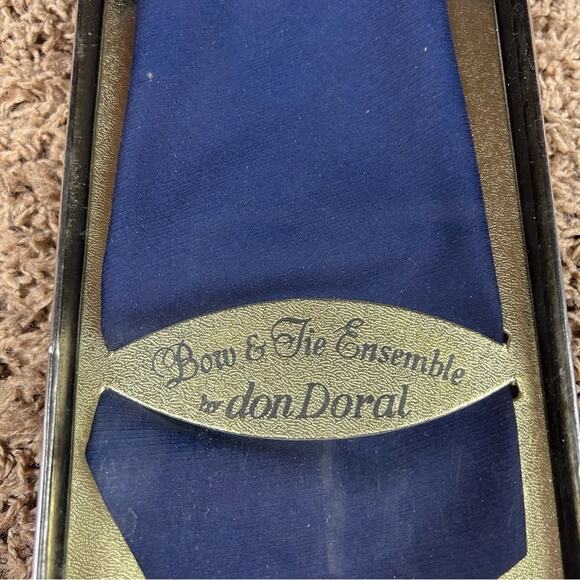 Bow & Tie Ensemble
by don Doral